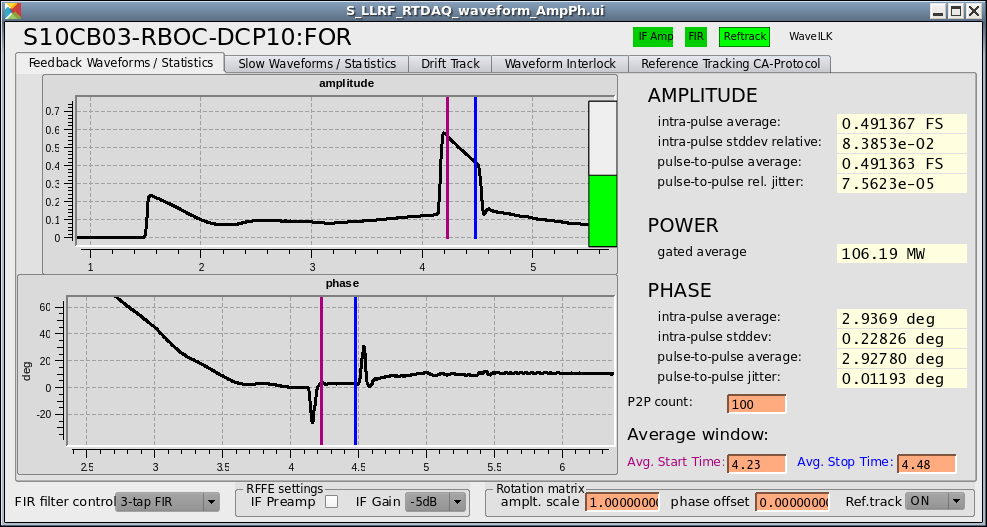 S_LLRF_RTDAQ_waveform_AmpPh.ui
S10CB03-RBOC-DCP10:FOR
IF Amp FIR Reftrack WaveILK
Feedback Waveforms / Statistics Slow Waveforms / Statistics Drift Track Waveform Interlock Reference Tracking CA-Protocol
amplitude
0.7
0.6
0.5
0.4
0.3
0.2
0.1
0
1 2 3 4 5
phase
deg
60
40
20
0
-20
2.5 3 3.5 4 4.5 5 5.5 6
AMPLITUDE
intra-pulse average: 0.491367 FS
intra-pulse stddev relative: 8.3853e-02
pulse-to-pulse average: 0.491363 FS
pulse-to-pulse rel. jitter: 7.5623e-05
POWER
gated average 106.19 MW
PHASE
intra-pulse average: 2.9369 deg
intra-pulse stddev: 0.22826 deg
pulse-to-pulse average: 2.92780 deg
pulse-to-pulse jitter: 0.01193 deg
P2P count: 100
Average window:
Avg. Start Time: 4.23 Avg. Stop Time: 4.48
FIR filter control 3-tap FIR
RFFE settings
IF Preamp IF Gain -5dB
Rotation matrix
amplt. scale 1.00000000 phase offset 0.00000000 Ref.track ON